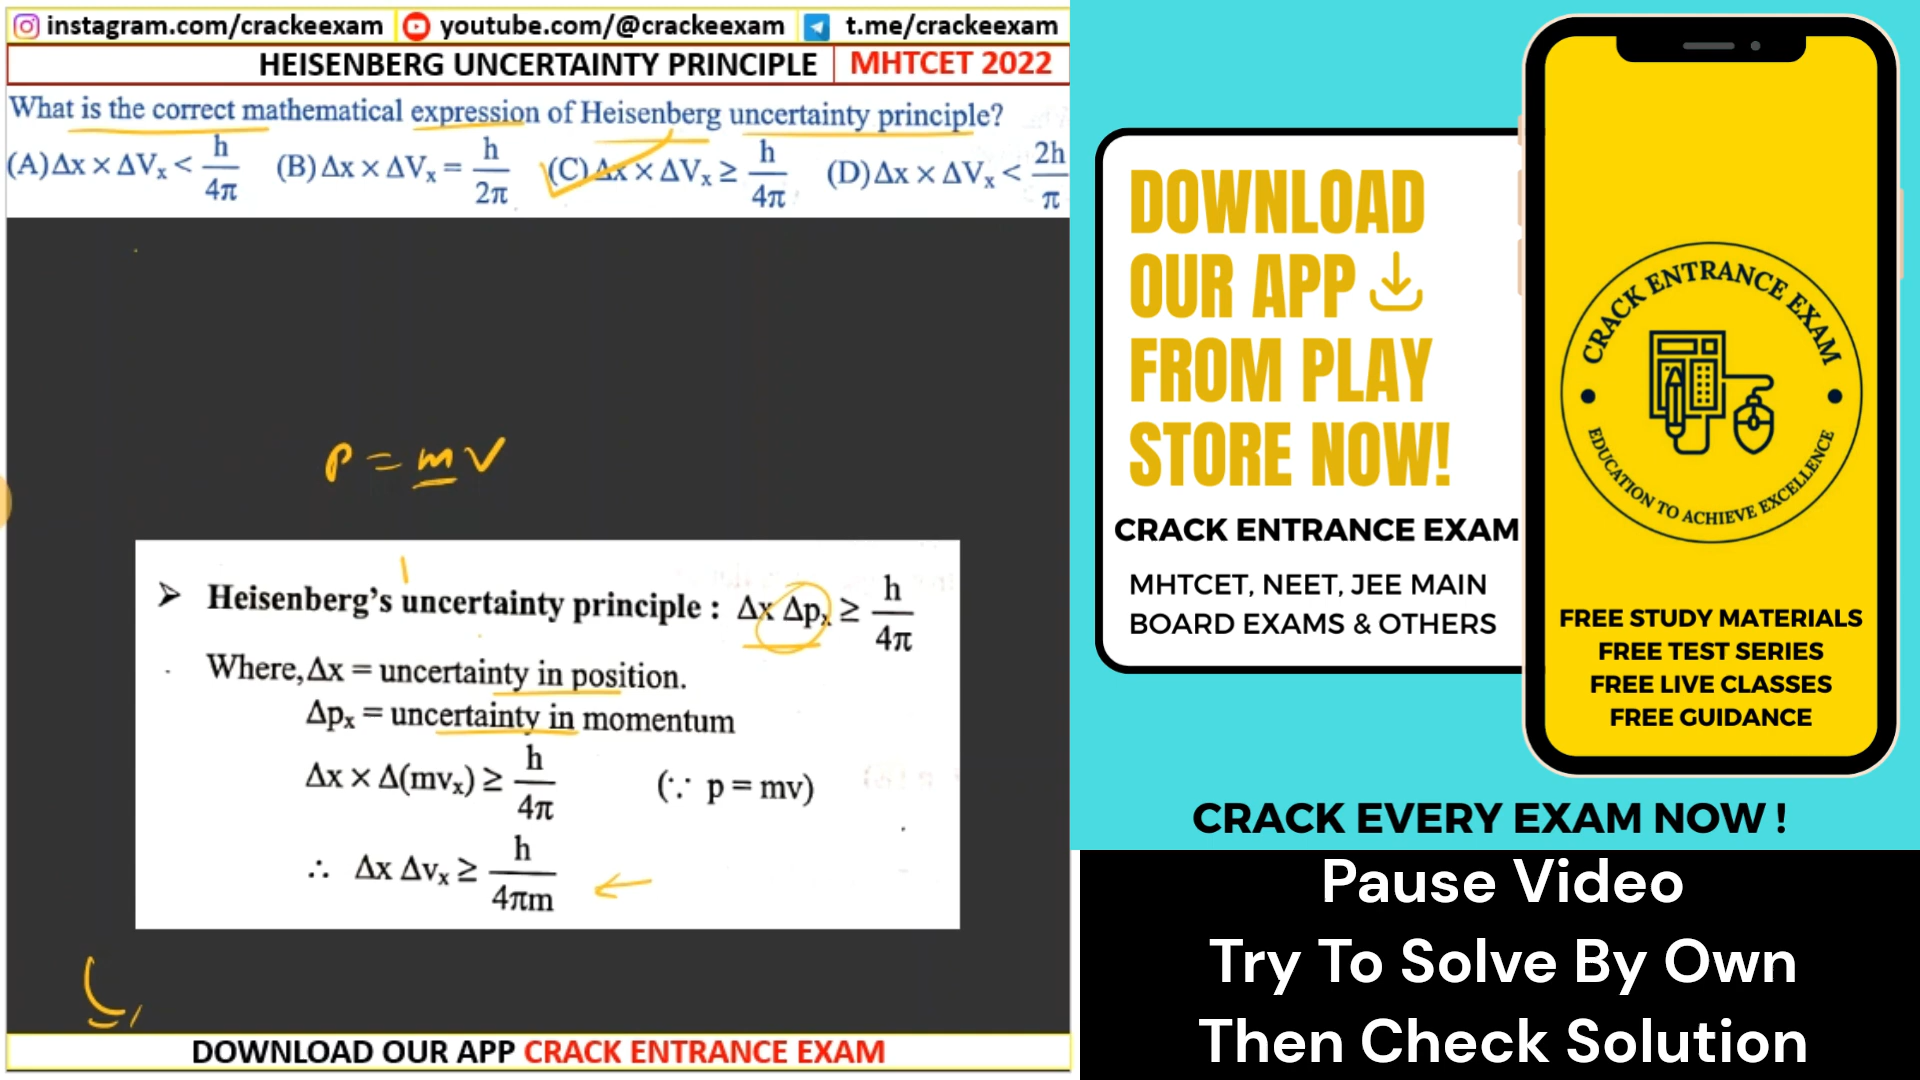 instagram.com/crackeexam youtube.com/@crackeexam t.me/crackeexam
HEISENBERG UNCERTAINTY PRINCIPLE MHTCET 2022
What is the correct mathematical expression of Heisenberg uncertainty principle?
(A) Δx × ΔVₓ < h/4π (B) Δx × ΔVₓ = h/2π (C) Δx × ΔVₓ ≥ h/4π (D) Δx × ΔVₓ < 2h/π
P = mv
➤ Heisenberg's uncertainty principle : Δx Δpₓ ≥ h/4π
Where, Δx = uncertainty in position.
Δpₓ = uncertainty in momentum
Δx × Δ(mvₓ) ≥ h/4π (∵ p = mv)
∴ Δx Δvₓ ≥ h/4πm
DOWNLOAD OUR APP CRACK ENTRANCE EXAM
DOWNLOAD
OUR APP
FROM PLAY
STORE NOW!
CRACK ENTRANCE EXAM
MHTCET, NEET, JEE MAIN
BOARD EXAMS & OTHERS
CRACK ENTRANCE EXAM
EDUCATION TO ACHIEVE EXCELLENCE
FREE STUDY MATERIALS
FREE TEST SERIES
FREE LIVE CLASSES
FREE GUIDANCE
CRACK EVERY EXAM NOW !
Pause Video
Try To Solve By Own
Then Check Solution